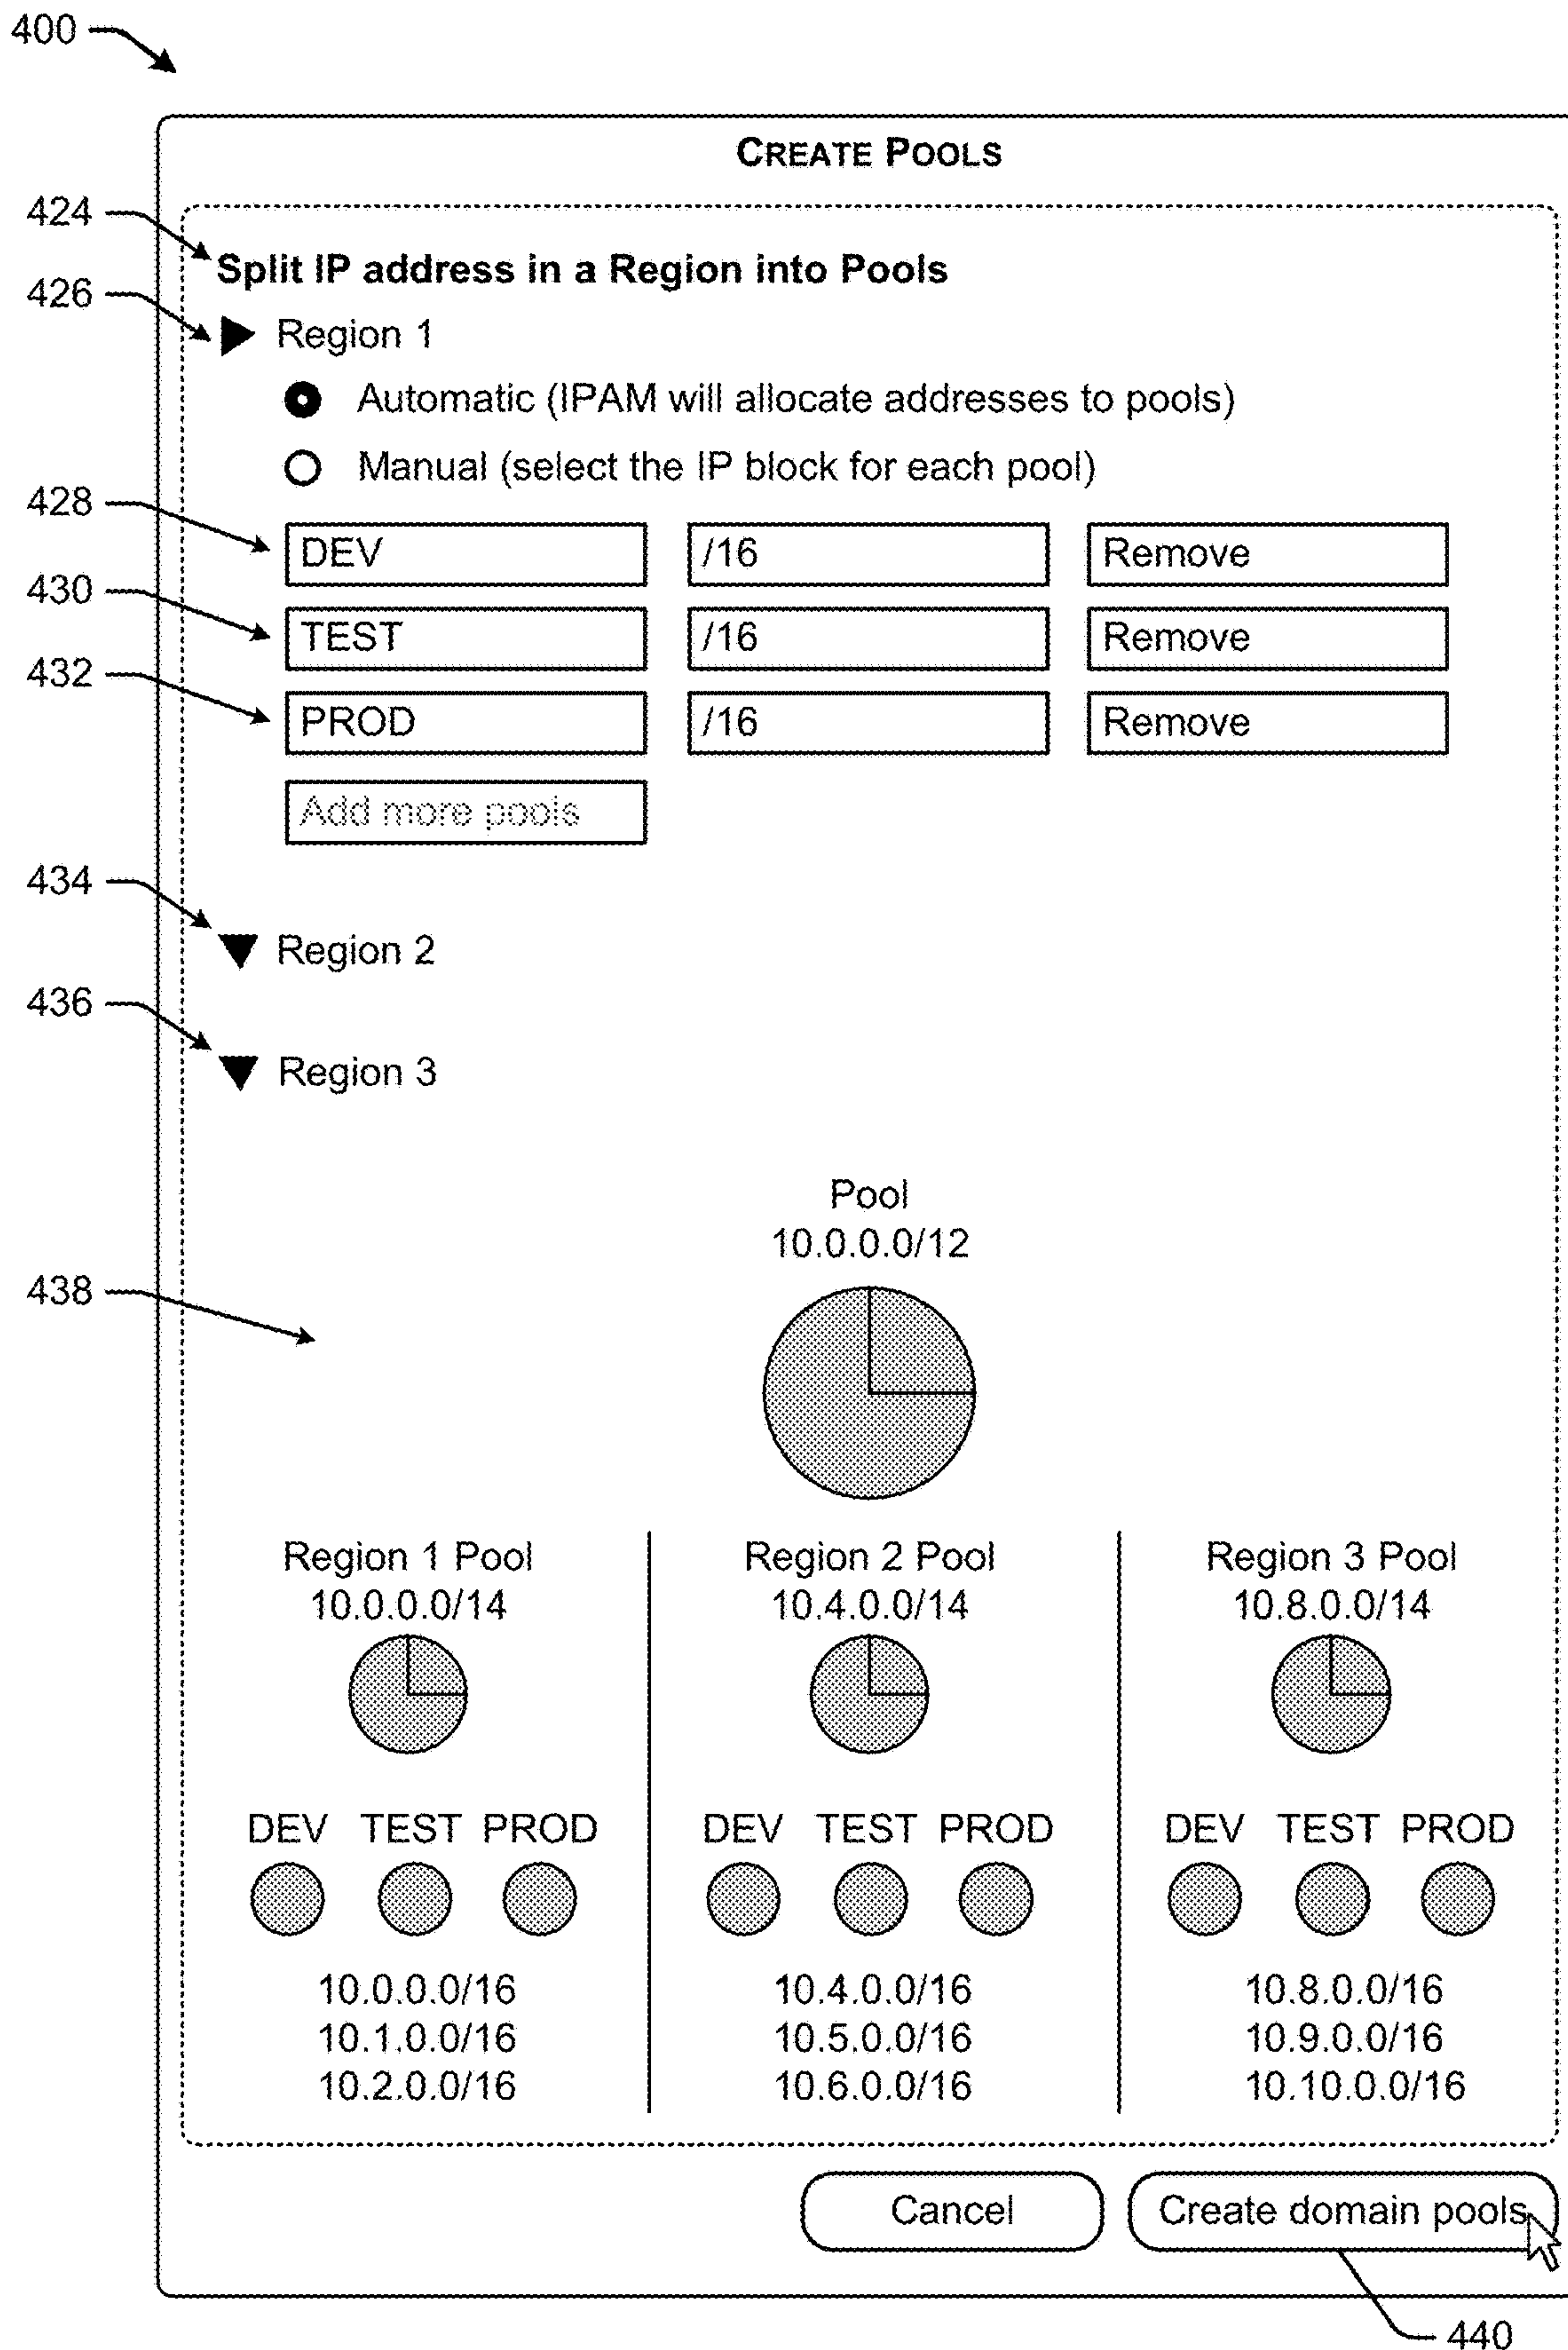 400
CREATE POOLS
424
Split IP address in a Region into Pools
426
Region 1
Automatic (IPAM will allocate addresses to pools)
Manual (select the IP block for each pool)
428
DEV /16 Remove
430
TEST /16 Remove
432
PROD /16 Remove
Add more pools
434
Region 2
436
Region 3
Pool
10.0.0.0/12
438
Region 1 Pool Region 2 Pool Region 3 Pool
10.0.0.0/14 10.4.0.0/14 10.8.0.0/14
DEV TEST PROD DEV TEST PROD DEV TEST PROD
10.0.0.0/16 10.4.0.0/16 10.8.0.0/16
10.1.0.0/16 10.5.0.0/16 10.9.0.0/16
10.2.0.0/16 10.6.0.0/16 10.10.0.0/16
Cancel Create domain pools
440